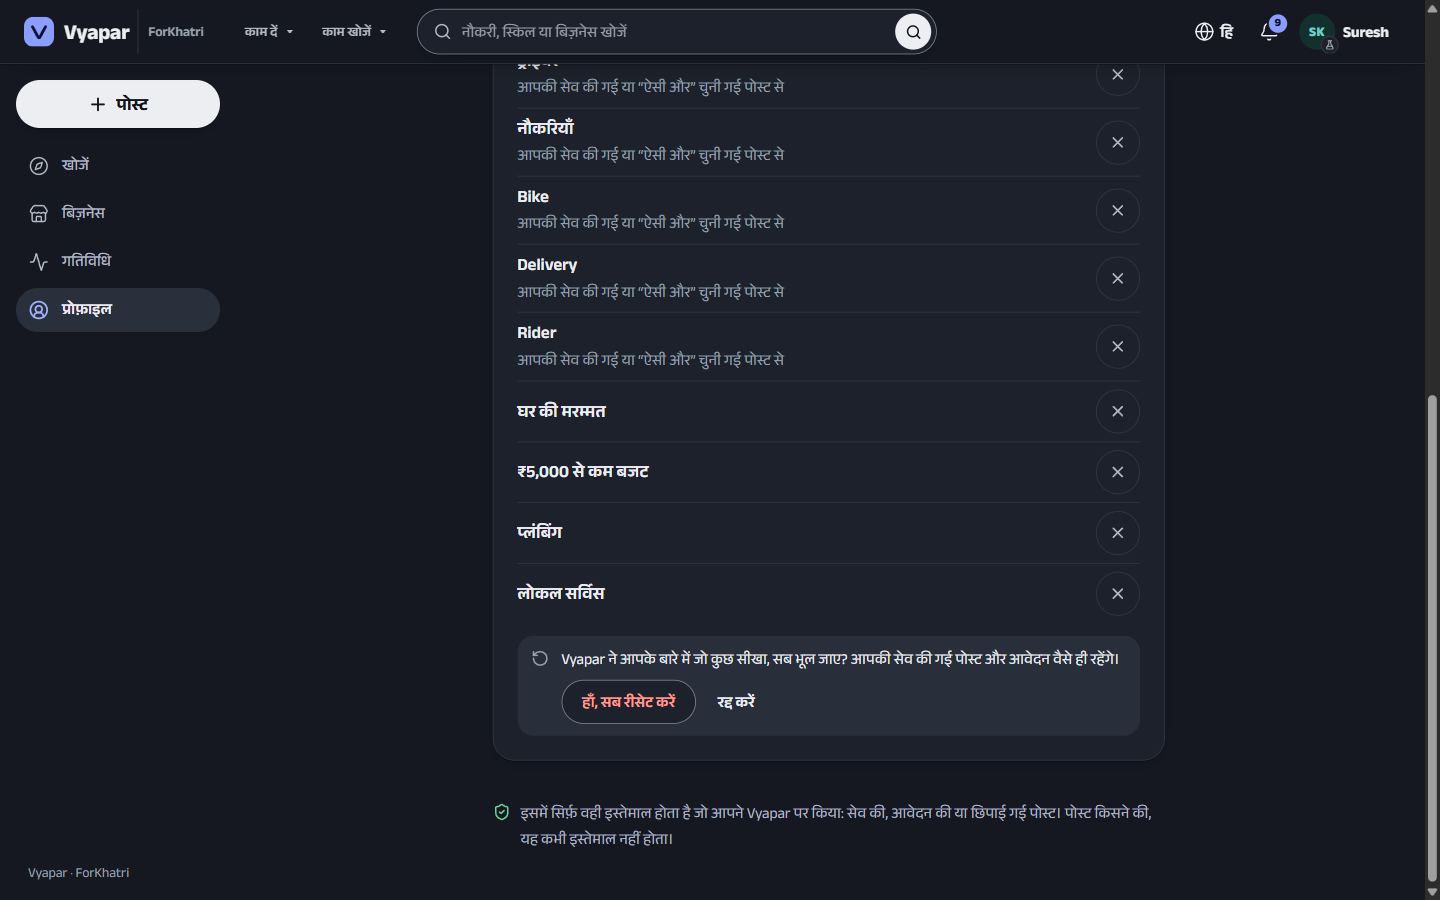 Vyapar
ForKhatri
काम दें
काम खोजें
नौकरी, स्किल या बिज़नेस खोजें
हि
9
SK
Suresh
पोस्ट
खोजें
बिज़नेस
गतिविधि
प्रोफ़ाइल
आपकी सेव की गई या “ऐसी और” चुनी गई पोस्ट से
नौकरियाँ
आपकी सेव की गई या “ऐसी और” चुनी गई पोस्ट से
Bike
आपकी सेव की गई या “ऐसी और” चुनी गई पोस्ट से
Delivery
आपकी सेव की गई या “ऐसी और” चुनी गई पोस्ट से
Rider
आपकी सेव की गई या “ऐसी और” चुनी गई पोस्ट से
घर की मरम्मत
₹5,000 से कम बजट
प्लंबिंग
लोकल सर्विस
Vyapar ने आपके बारे में जो कुछ सीखा, सब भूल जाए? आपकी सेव की गई पोस्ट और आवेदन वैसे ही रहेंगे।
हाँ, सब रीसेट करें
रद्द करें
इसमें सिर्फ़ वही इस्तेमाल होता है जो आपने Vyapar पर किया: सेव की, आवेदन की या छिपाई गई पोस्ट। पोस्ट किसने की,
यह कभी इस्तेमाल नहीं होता।
Vyapar · ForKhatri